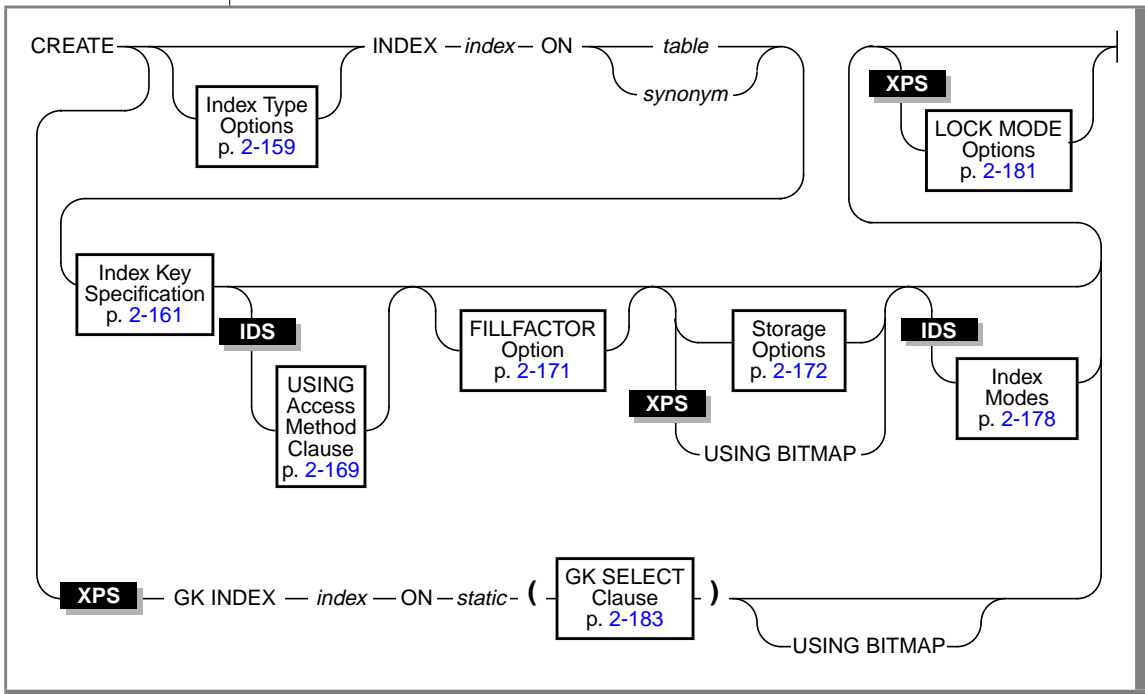 CREATE INDEX index ON table
synonym
Index Type
Options
p. 2-159
XPS
LOCK MODE
Options
p. 2-181
Index Key
Specification
p. 2-161
IDS
USING
Access
Method
Clause
p. 2-169
FILLFACTOR
Option
p. 2-171
Storage
Options
p. 2-172
XPS
USING BITMAP
IDS
Index
Modes
p. 2-178
XPS GK INDEX index ON static ( GK SELECT
Clause
p. 2-183 )
USING BITMAP